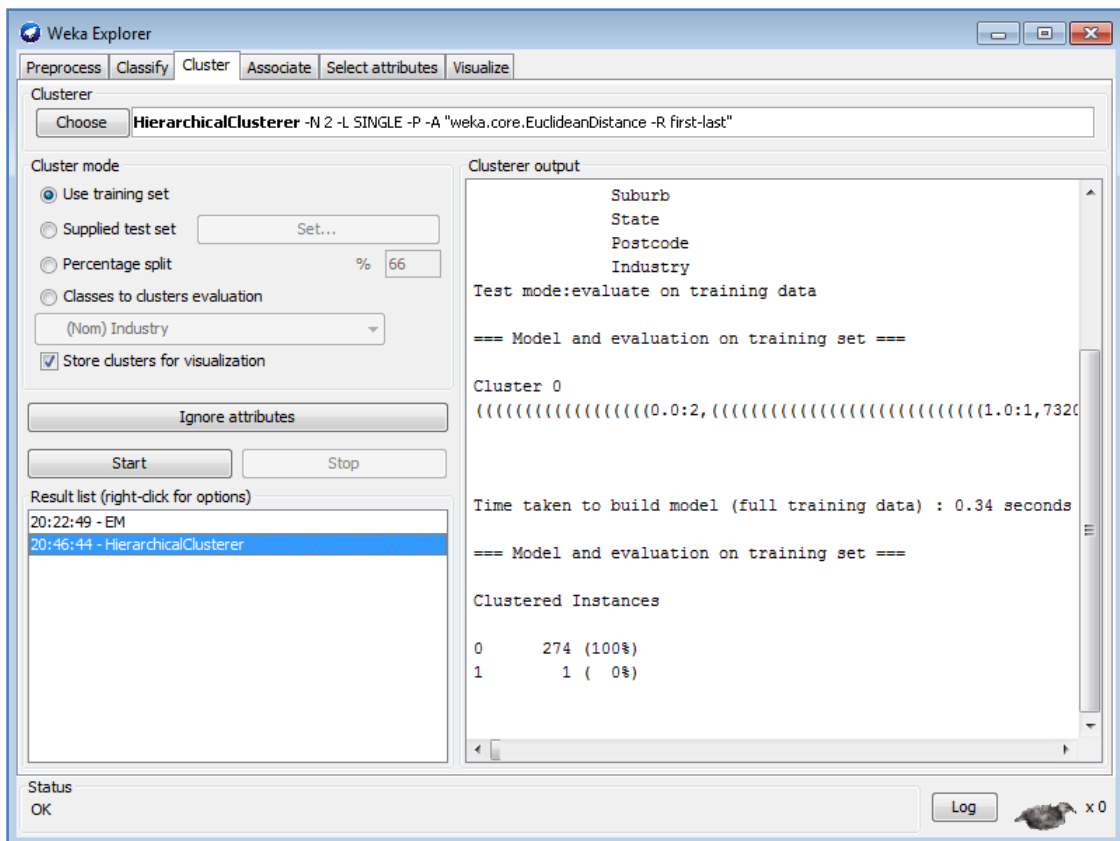 Weka Explorer
Preprocess Classify Cluster Associate Select attributes Visualize
Clusterer
Choose HierarchicalClusterer -N 2 -L SINGLE -P -A "weka.core.EuclideanDistance -R first-last"
Cluster mode
Use training set
Supplied test set Set...
Percentage split % 66
Classes to clusters evaluation
(Nom) Industry
Store clusters for visualization
Ignore attributes
Start Stop
Result list (right-click for options)
20:22:49 - EM
20:46:44 - HierarchicalClusterer
Clusterer output
Suburb
State
Postcode
Industry
Test mode:evaluate on training data
=== Model and evaluation on training set ===
Cluster 0
((((((((((((((((((0.0:2,((((((((((((((((((((((((((((1.0:1,7320
Time taken to build model (full training data) : 0.34 seconds
=== Model and evaluation on training set ===
Clustered Instances
0 274 (100%)
1 1 ( 0%)
Status
OK
Log x 0